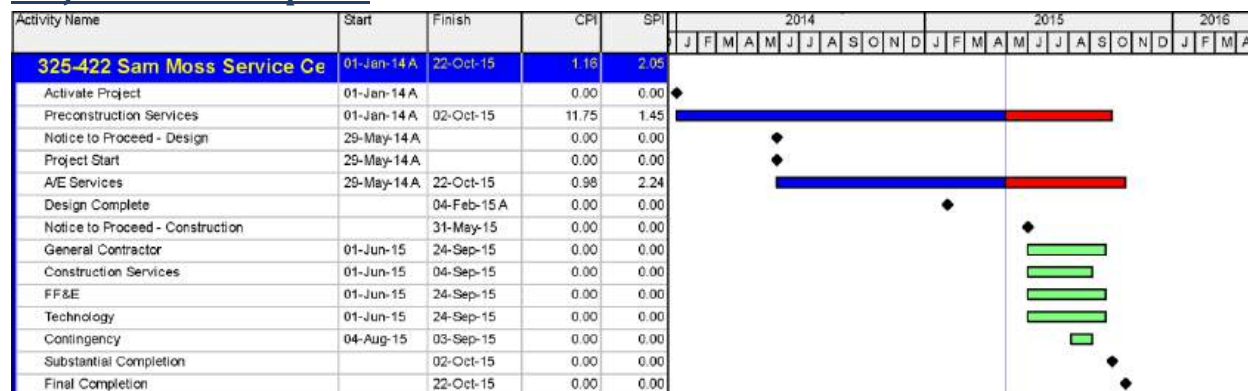 Activity Name Start Finish CPI SPI 2014 2015 2016
J F M A M J J A S O N D J F M A M J J A S O N D J F M A
325-422 Sam Moss Service Ce 01-Jan-14 A 22-Oct-15 1.16 2.05
Activate Project 01-Jan-14 A 0.00 0.00
Preconstruction Services 01-Jan-14 A 02-Oct-15 11.75 1.45
Notice to Proceed - Design 29-May-14 A 0.00 0.00
Project Start 29-May-14 A 0.00 0.00
A/E Services 29-May-14 A 22-Oct-15 0.98 2.24
Design Complete 04-Feb-15 A 0.00 0.00
Notice to Proceed - Construction 31-May-15 0.00 0.00
General Contractor 01-Jun-15 24-Sep-15 0.00 0.00
Construction Services 01-Jun-15 04-Sep-15 0.00 0.00
FF&E 01-Jun-15 24-Sep-15 0.00 0.00
Technology 01-Jun-15 24-Sep-15 0.00 0.00
Contingency 04-Aug-15 03-Sep-15 0.00 0.00
Substantial Completion 02-Oct-15 0.00 0.00
Final Completion 22-Oct-15 0.00 0.00